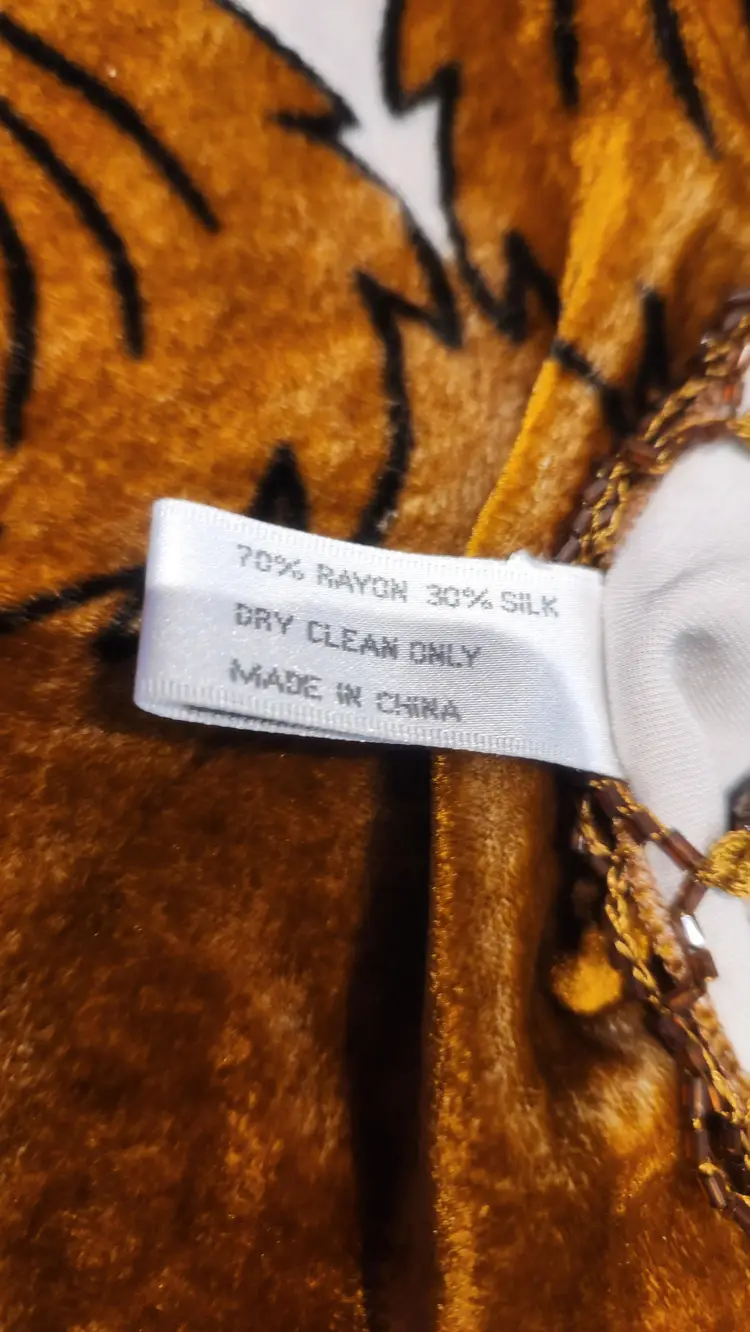 70% RAYON 30% SILK
DRY CLEAN ONLY
MADE IN CHINA